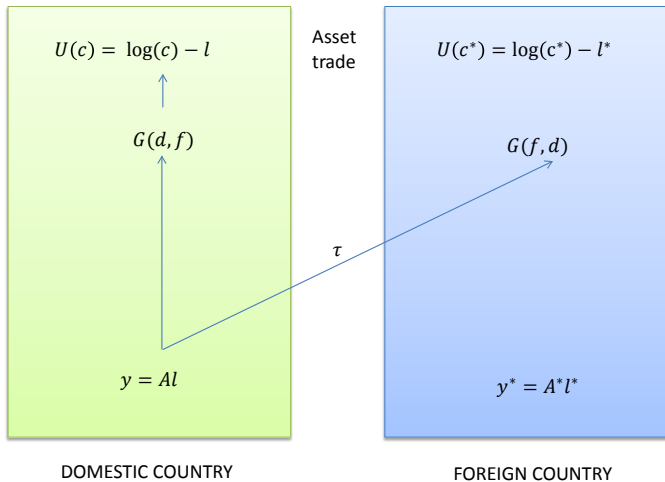 U(c) = log(c) − l
Asset
trade
U(c*) = log(c*) − l*
G(d, f)
G(f, d)
τ
y = Al
y* = A*l*
DOMESTIC COUNTRY
FOREIGN COUNTRY